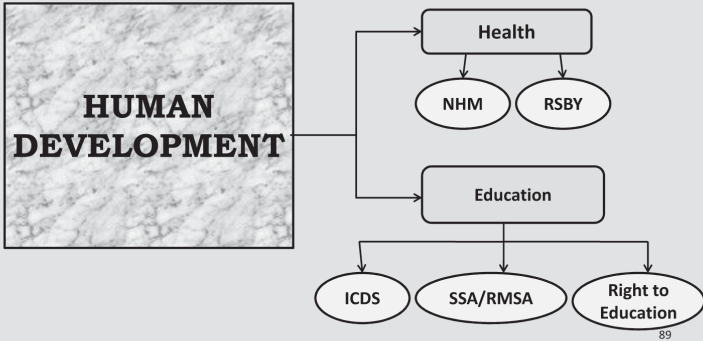 HUMAN
DEVELOPMENT
Health
NHM
RSBY
Education
ICDS
SSA/RMSA
Right to
Education
89